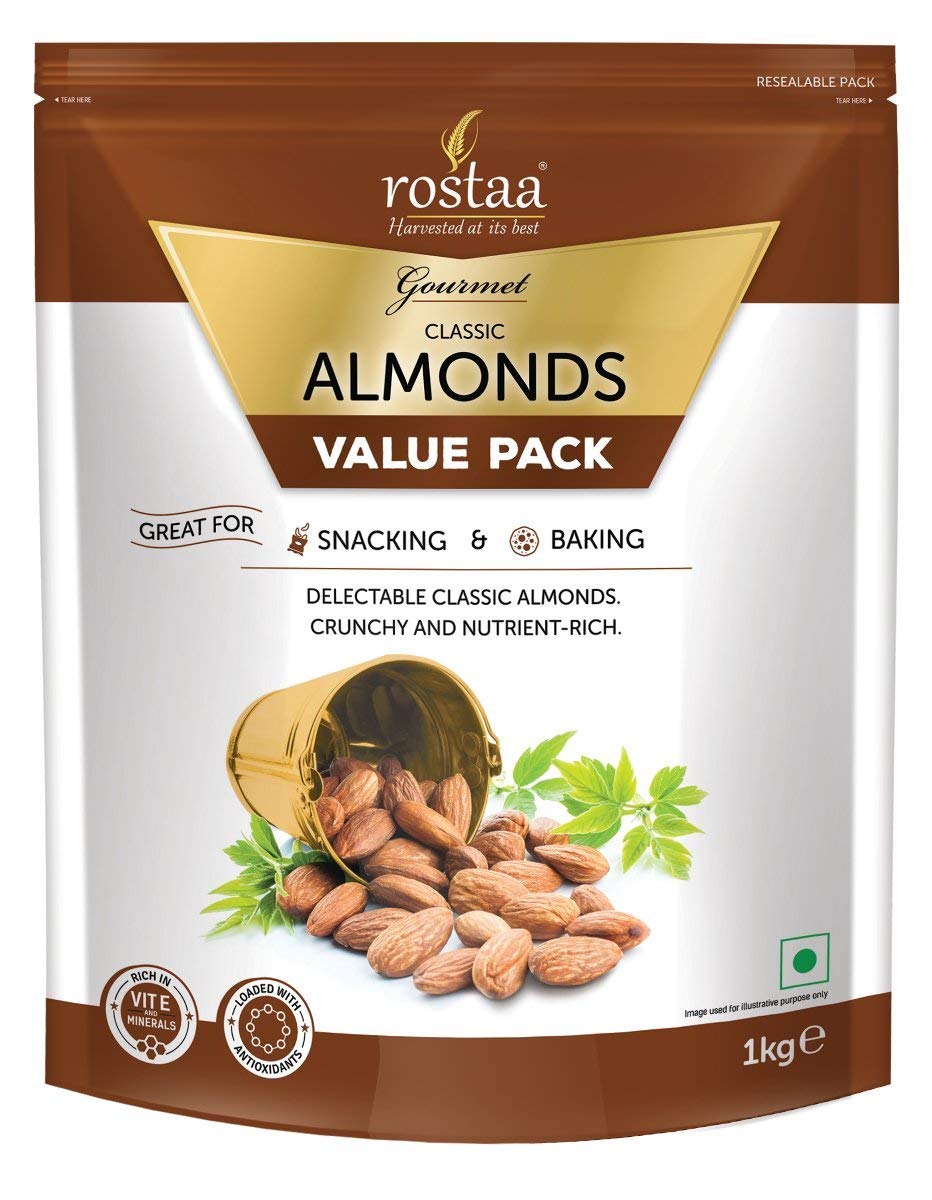 RESEALABLE PACK
TEAR HERE
TEAR HERE
rostaa®
Harvested at its best
Gourmet
CLASSIC
ALMONDS
VALUE PACK
GREAT FOR
SNACKING & BAKING
DELECTABLE CLASSIC ALMONDS.
CRUNCHY AND NUTRIENT-RICH.
RICH IN
VIT E
AND
MINERALS
LOADED WITH
ANTIOXIDANTS
Image used for illustrative purpose only
1kg℮